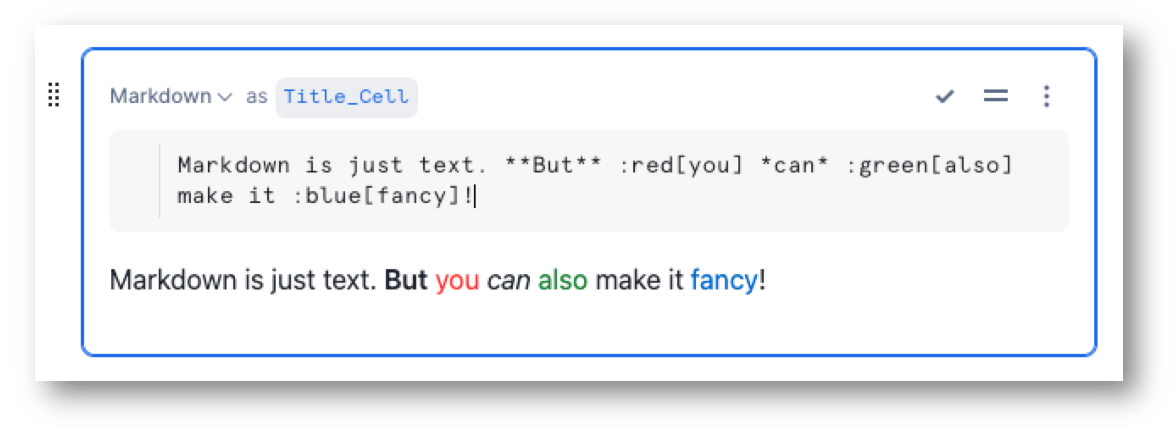 Markdown as Title_Cell
Markdown is just text. **But** :red[you] *can* :green[also]
make it :blue[fancy]!
Markdown is just text. But you can also make it fancy!